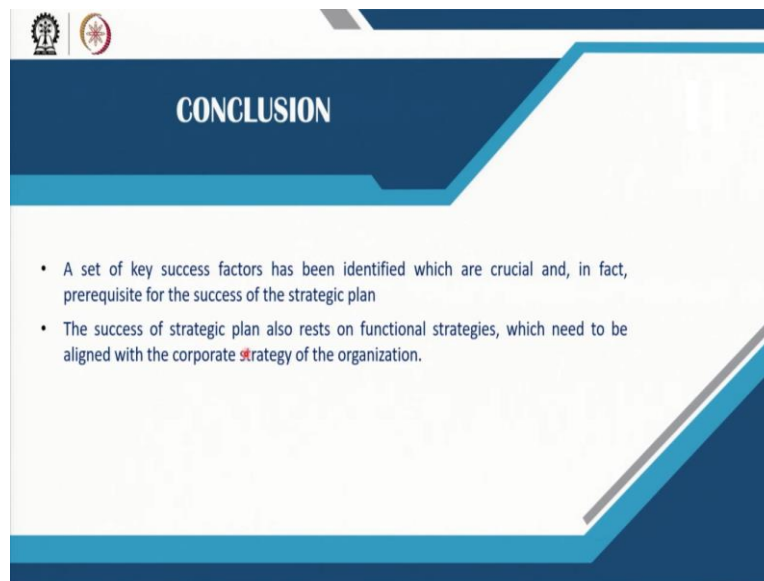 CONCLUSION
• A set of key success factors has been identified which are crucial and, in fact,
prerequisite for the success of the strategic plan
• The success of strategic plan also rests on functional strategies, which need to be
aligned with the corporate strategy of the organization.